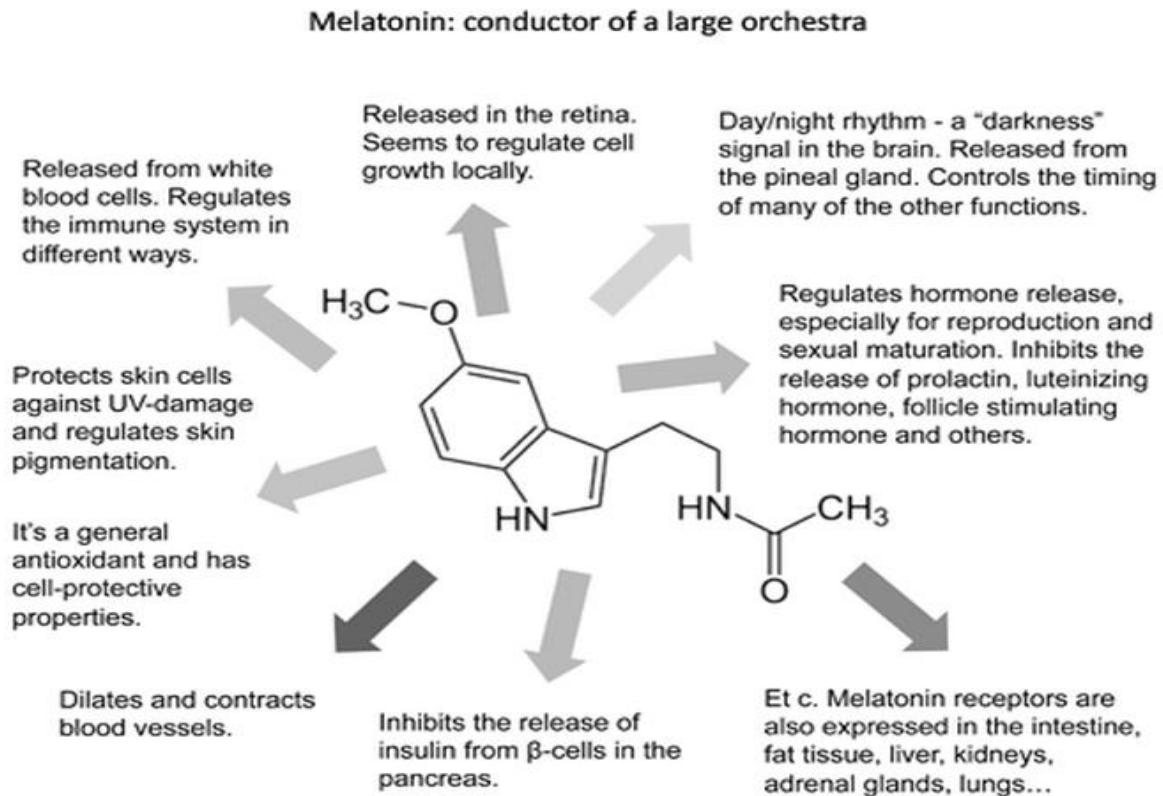 Melatonin: conductor of a large orchestra
Released in the retina.
Seems to regulate cell
growth locally.
Day/night rhythm - a “darkness”
signal in the brain. Released from
the pineal gland. Controls the timing
of many of the other functions.
Released from white
blood cells. Regulates
the immune system in
different ways.
Regulates hormone release,
especially for reproduction and
sexual maturation. Inhibits the
release of prolactin, luteinizing
hormone, follicle stimulating
hormone and others.
H₃C
O
Protects skin cells
against UV-damage
and regulates skin
pigmentation.
HN
HN
CH₃
O
It’s a general
antioxidant and has
cell-protective
properties.
Dilates and contracts
blood vessels.
Inhibits the release of
insulin from β-cells in the
pancreas.
Et c. Melatonin receptors are
also expressed in the intestine,
fat tissue, liver, kidneys,
adrenal glands, lungs…